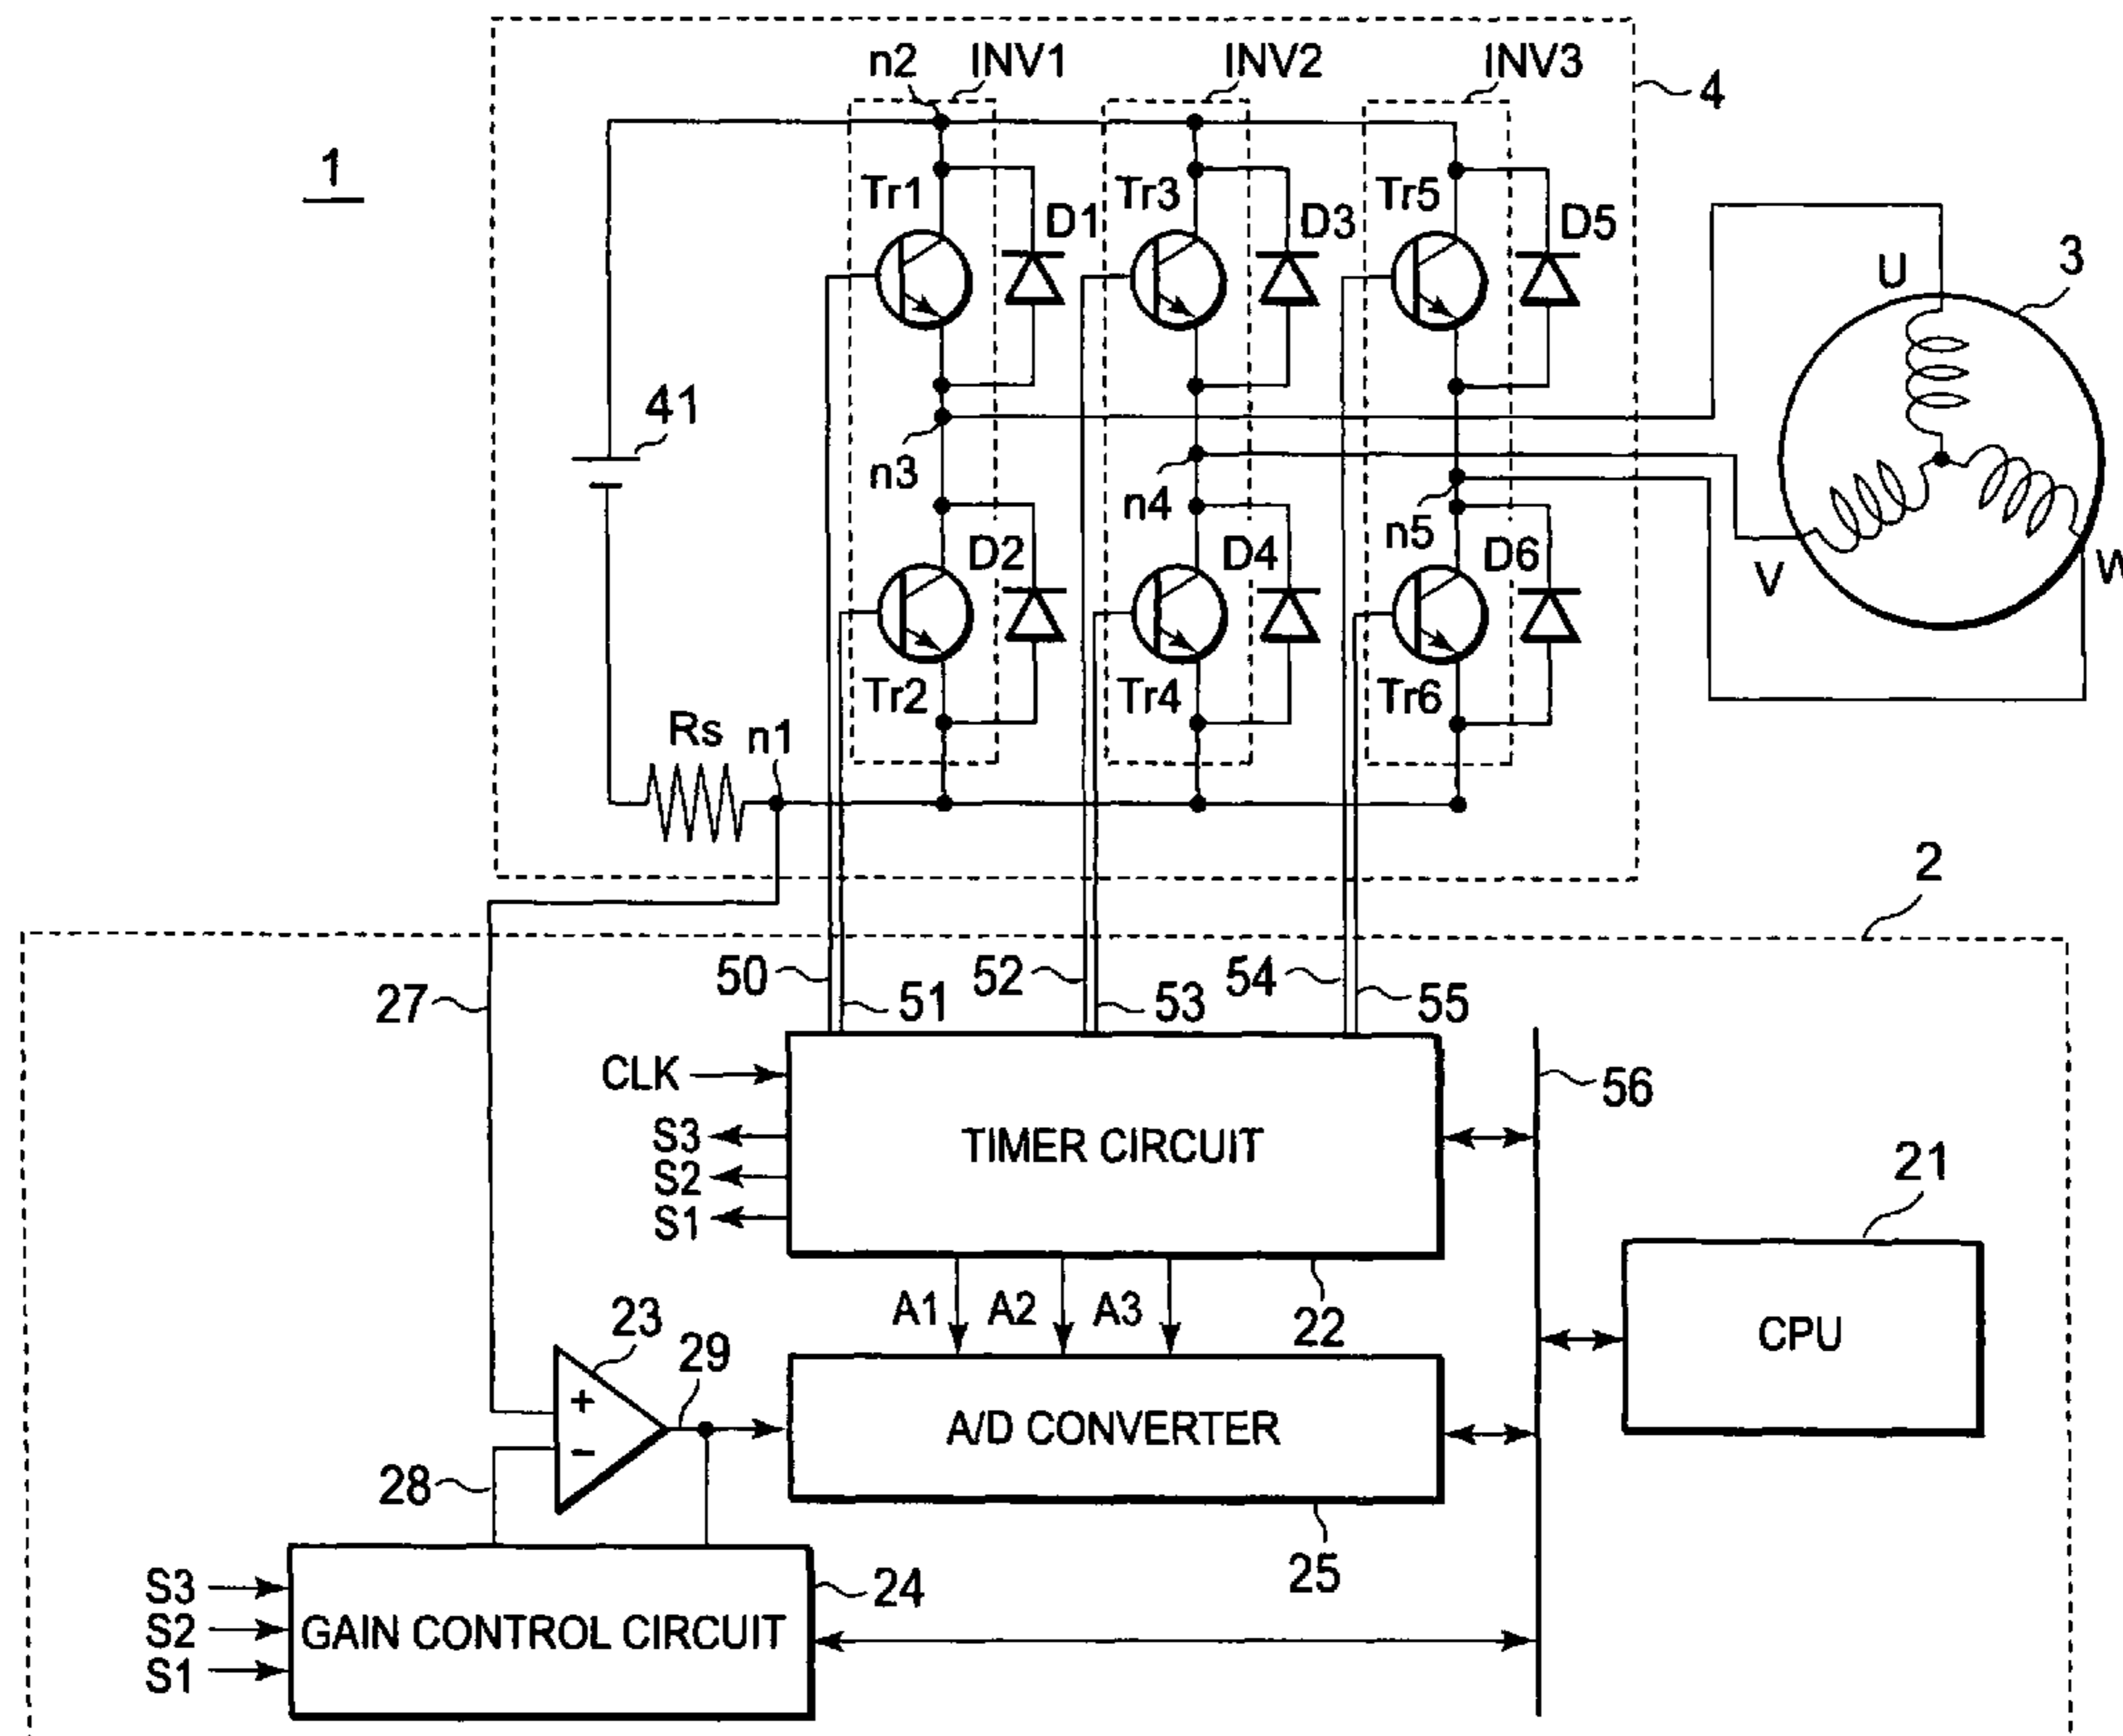 n2 INV1 INV2 INV3
4
1
Tr1 D1 Tr3 D3 Tr5 D5
U 3
41
n3 n4 n5
D2 D4 D6
V W
Tr2 Tr4 Tr6
Rs n1
2
50 52 54
27 51 53 55
CLK
56
S3
TIMER CIRCUIT
S2
S1
21
A1 A2 A3 22
CPU
23 29
+
A/D CONVERTER
−
28
25
S3 24
S2 GAIN CONTROL CIRCUIT
S1